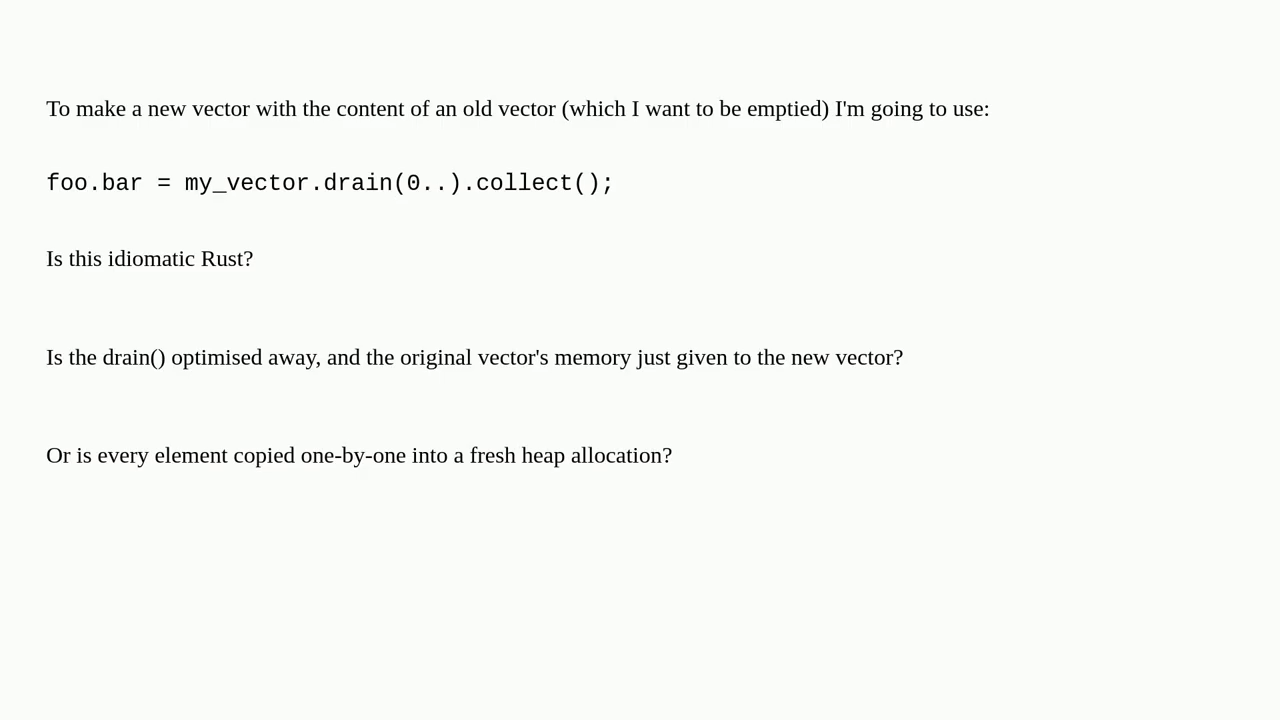 To make a new vector with the content of an old vector (which I want to be emptied) I'm going to use:
foo.bar = my_vector.drain(0..).collect();
Is this idiomatic Rust?
Is the drain() optimised away, and the original vector's memory just given to the new vector?
Or is every element copied one-by-one into a fresh heap allocation?